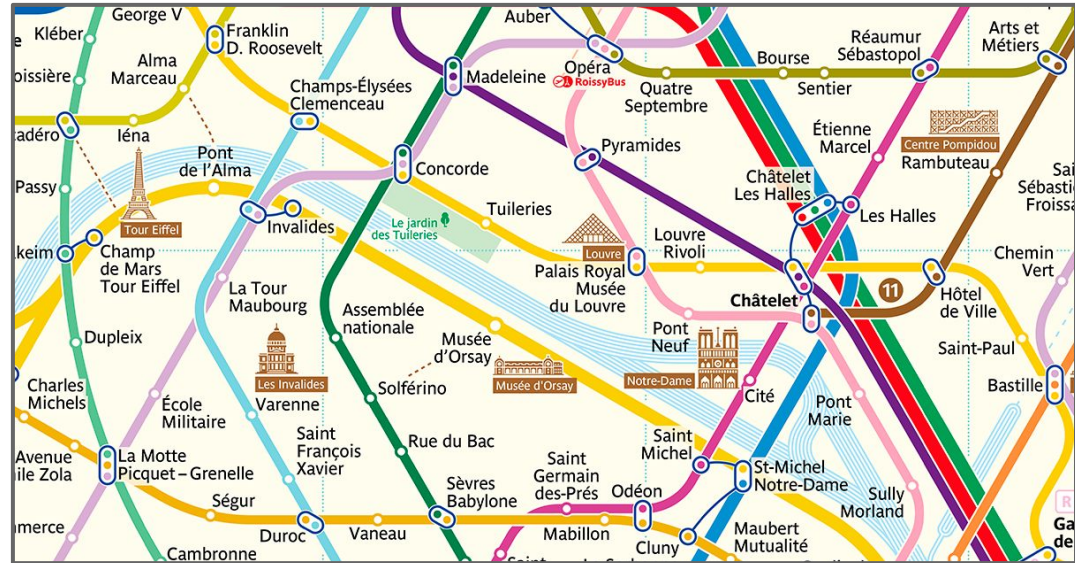 George V
Auber
Kléber
Franklin
D. Roosevelt
Alma
Marceau
Madeleine
Opéra
RoissyBus
Bourse
Réaumur
Sébastopol
Arts et
Métiers
Quatre
Septembre
Sentier
Champs-Élysées
Clemenceau
Iéna
Étienne
Marcel
Centre Pompidou
Rambuteau
Pont
de l'Alma
Concorde
Pyramides
Châtelet
Les Halles
Les Halles
Passy
Tour Eiffel
Invalides
Le jardin
des Tuileries
Tuileries
Louvre
Louvre
Rivoli
Palais Royal
Musée
du Louvre
Champ
de Mars
Tour Eiffel
La Tour
Maubourg
Châtelet
11
Hôtel
de Ville
Chemin
Vert
Assemblée
nationale
Pont
Neuf
Dupleix
Musée
d'Orsay
Saint-Paul
Charles
Michels
Les Invalides
Varenne
Solférino
Musée d'Orsay
Notre-Dame
Cité
Bastille
École
Militaire
Pont
Marie
Saint
François
Xavier
Rue du Bac
Saint
Michel
Avenue
La Motte
Picquet – Grenelle
St-Michel
Notre-Dame
Saint
Germain
des-Prés
Odéon
Sèvres
Babylone
Sully
Morland
Ségur
R
Duroc
Vaneau
Mabillon
Cluny
Maubert
Mutualité
Cambronne